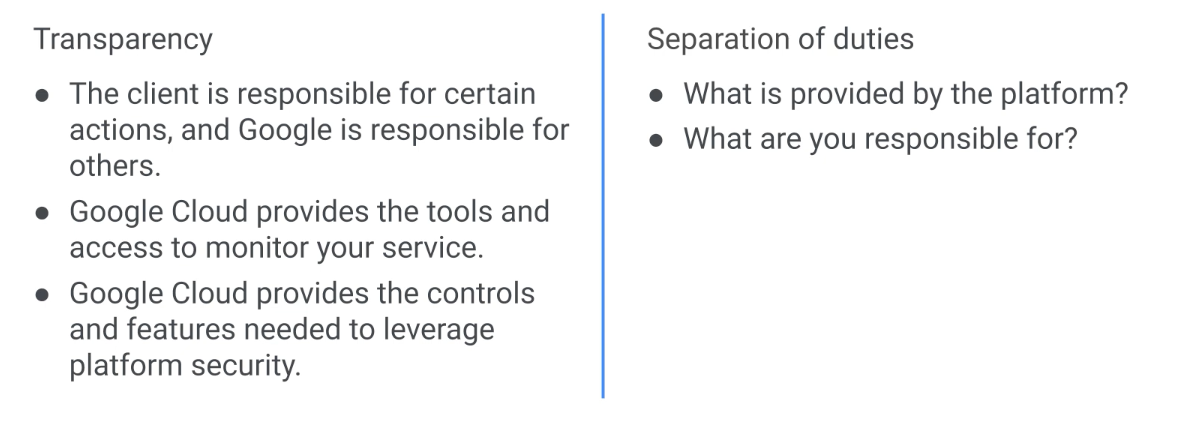 Transparency
● The client is responsible for certain
actions, and Google is responsible for
others.
● Google Cloud provides the tools and
access to monitor your service.
● Google Cloud provides the controls
and features needed to leverage
platform security.
Separation of duties
● What is provided by the platform?
● What are you responsible for?